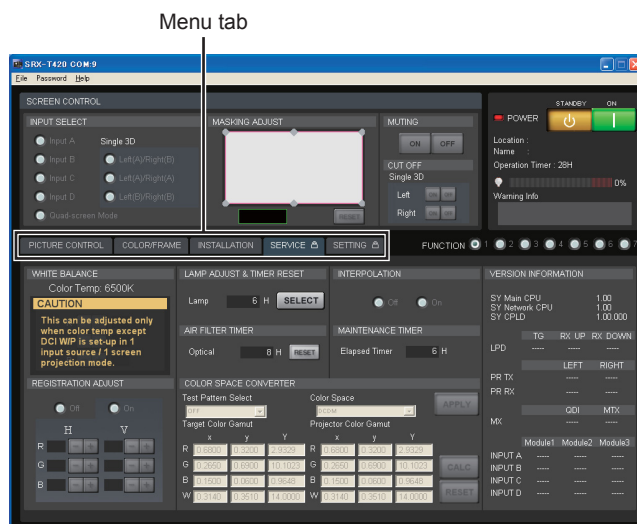 Menu tab
SRX-T420 COM:9
File Password Help
SCREEN CONTROL
INPUT SELECT
Input A Single 3D
Input B Left(A)/Right(B)
Input C Left(A)/Right(A)
Input D Left(B)/Right(B)
Quad-screen Mode
MASKING ADJUST
RESET
MUTING
ON OFF
CUT OFF
Single 3D
Left ON OFF
Right ON OFF
STANDBY ON
POWER
Location :
Name :
Operation Timer : 28H
0%
Warning Info
PICTURE CONTROL COLOR/FRAME INSTALLATION SERVICE SETTING FUNCTION 1 2 3 4 5 6 7
WHITE BALANCE
Color Temp: 6500K
CAUTION
This can be adjusted only
when color temp except
DCI W/P is set-up in 1
input source / 1 screen
projection mode.
REGISTRATION ADJUST
Off On
H V
R - + - +
G - + - +
B - + - +
LAMP ADJUST & TIMER RESET
Lamp 6 H SELECT
AIR FILTER TIMER
Optical 8 H RESET
INTERPOLATION
Off On
MAINTENANCE TIMER
Elapsed Timer 6 H
COLOR SPACE CONVERTER
Test Pattern Select Color Space
OFF DCDM APPLY
Target Color Gamut Projector Color Gamut
x y Y x y Y
R 0.6800 0.3200 2.9329 R 0.6800 0.3200 2.9329
G 0.2650 0.6900 10.1023 G 0.2650 0.6900 10.1023 CALC
B 0.1500 0.0600 0.9648 B 0.1500 0.0600 0.9648
W 0.3140 0.3510 14.0000 W 0.3140 0.3510 14.0000 RESET
VERSION INFORMATION
SY Main CPU 1.00
SY Network CPU 1.00
SY CPLD 1.00.000
TG RX UP RX DOWN
LPD ----- ----- -----
LEFT RIGHT
PR TX ----- -----
PR RX ----- -----
QDI MTX
MX ----- -----
Module1 Module2 Module3
INPUT A ----- ----- -----
INPUT B ----- ----- -----
INPUT C ----- ----- -----
INPUT D ----- ----- -----